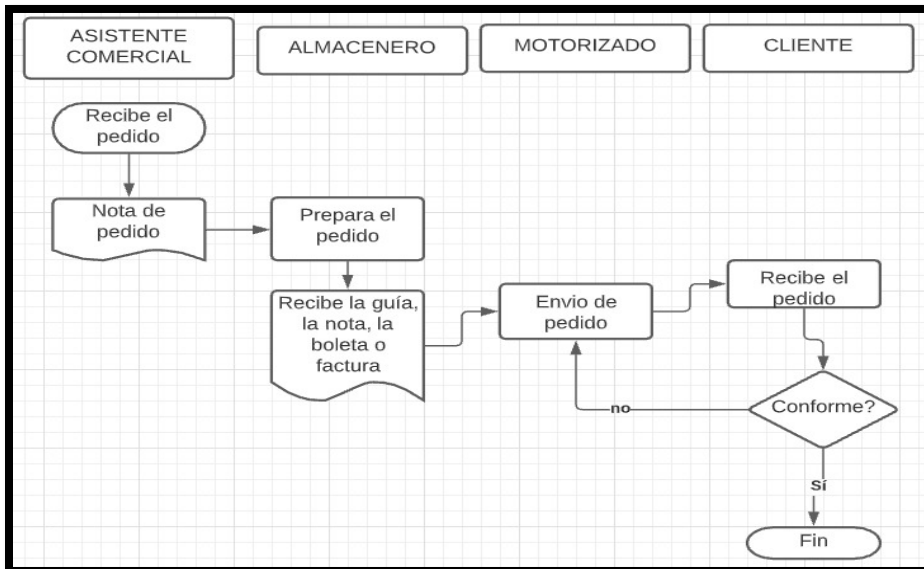 ASISTENTE
COMERCIAL
ALMACENERO
MOTORIZADO
CLIENTE
Recibe el
pedido
Nota de
pedido
Prepara el
pedido
Recibe la guía,
la nota, la
boleta o
factura
Envio de
pedido
Recibe el
pedido
Conforme?
no
Sí
Fin